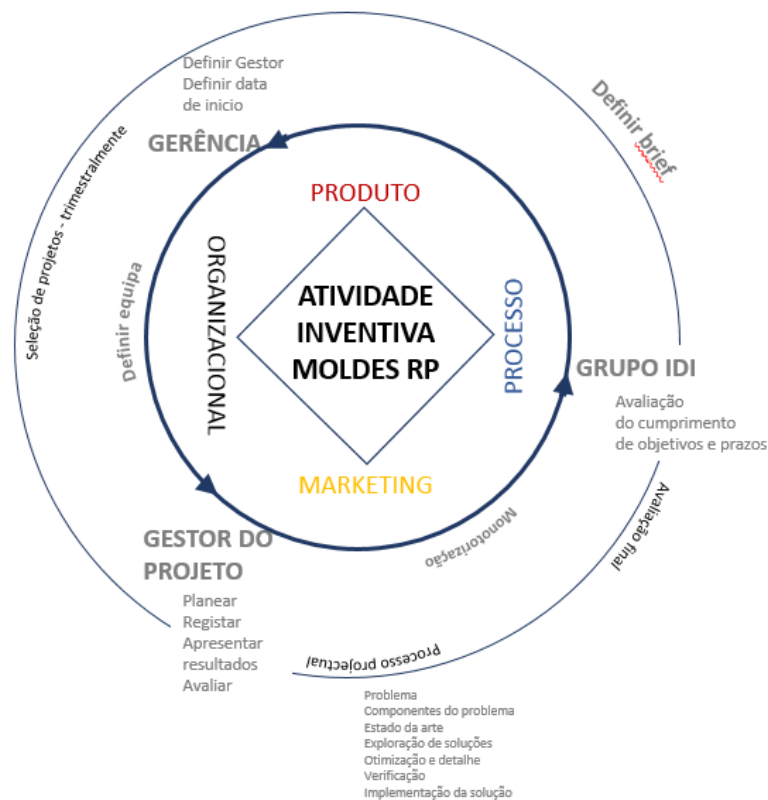 Definir Gestor
Definir data
de inicio
GERÊNCIA
Definir brief
Seleção de projetos - trimestralmente
PRODUTO
ORGANIZACIONAL
Definir equipa
ATIVIDADE
INVENTIVA
MOLDES RP
PROCESSO
GRUPO IDI
Avaliação
do cumprimento
de objetivos e prazos
MARKETING
Monotorização
Avaliação final
GESTOR DO
PROJETO
Planear
Registar
Apresentar
resultados
Avaliar
Processo projectual
Problema
Componentes do problema
Estado da arte
Exploração de soluções
Otimização e detalhe
Verificação
Implementação da solução